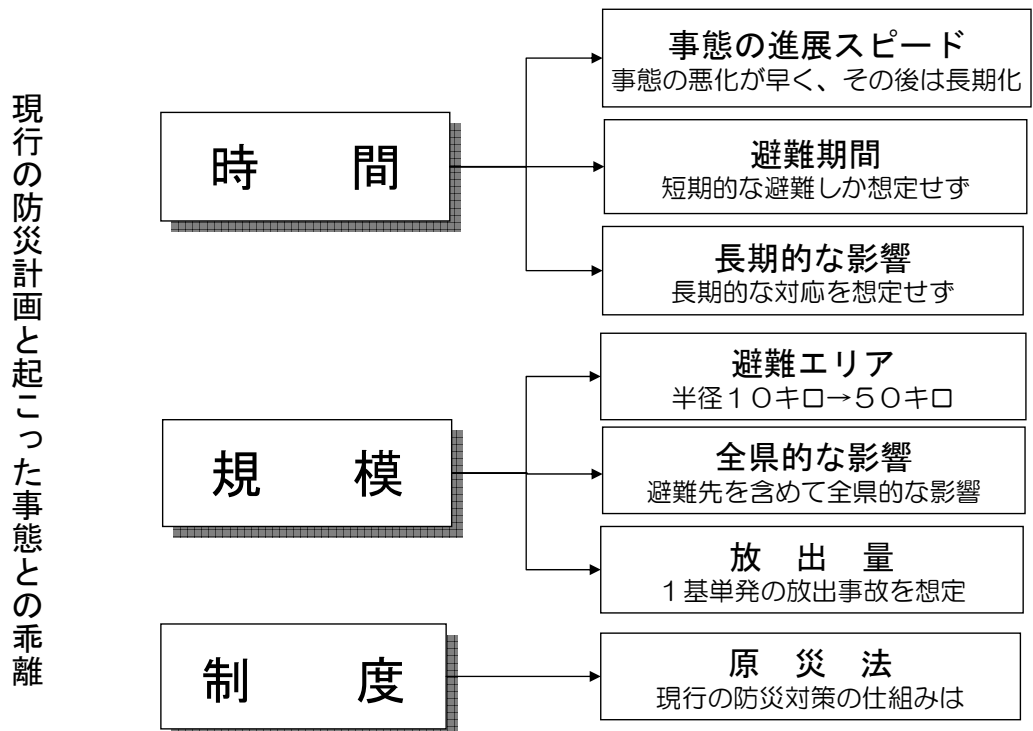 現行の防災計画と起こった事態との乖離
時　間
事態の進展スピード
事態の悪化が早く、その後は長期化
避難期間
短期的な避難しか想定せず
長期的な影響
長期的な対応を想定せず
規　模
避難エリア
半径１０キロ→５０キロ
全県的な影響
避難先を含めて全県的な影響
放　出　量
１基単発の放出事故を想定
制　度
原　災　法
現行の防災対策の仕組みは